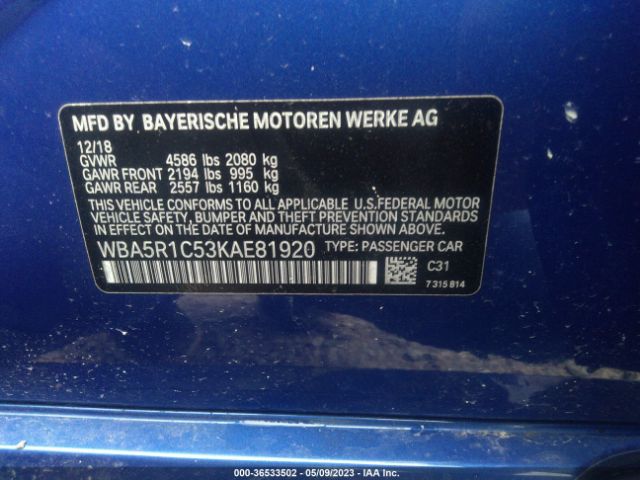 MFD BY BAYERISCHE MOTOREN WERKE AG
12/18
GVWR 4586 lbs 2080 kg
GAWR FRONT 2194 lbs 995 kg
GAWR REAR 2557 lbs 1160 kg
THIS VEHICLE CONFORMS TO ALL APPLICABLE U.S.FEDERAL MOTOR
VEHICLE SAFETY, BUMPER AND THEFT PREVENTION STANDARDS
IN EFFECT ON THE DATE OF MANUFACTURE SHOWN ABOVE.
WBA5R1C53KAE81920 TYPE: PASSENGER CAR
C31
7 315 814
000-36533502 - 05/09/2023 - IAA Inc.